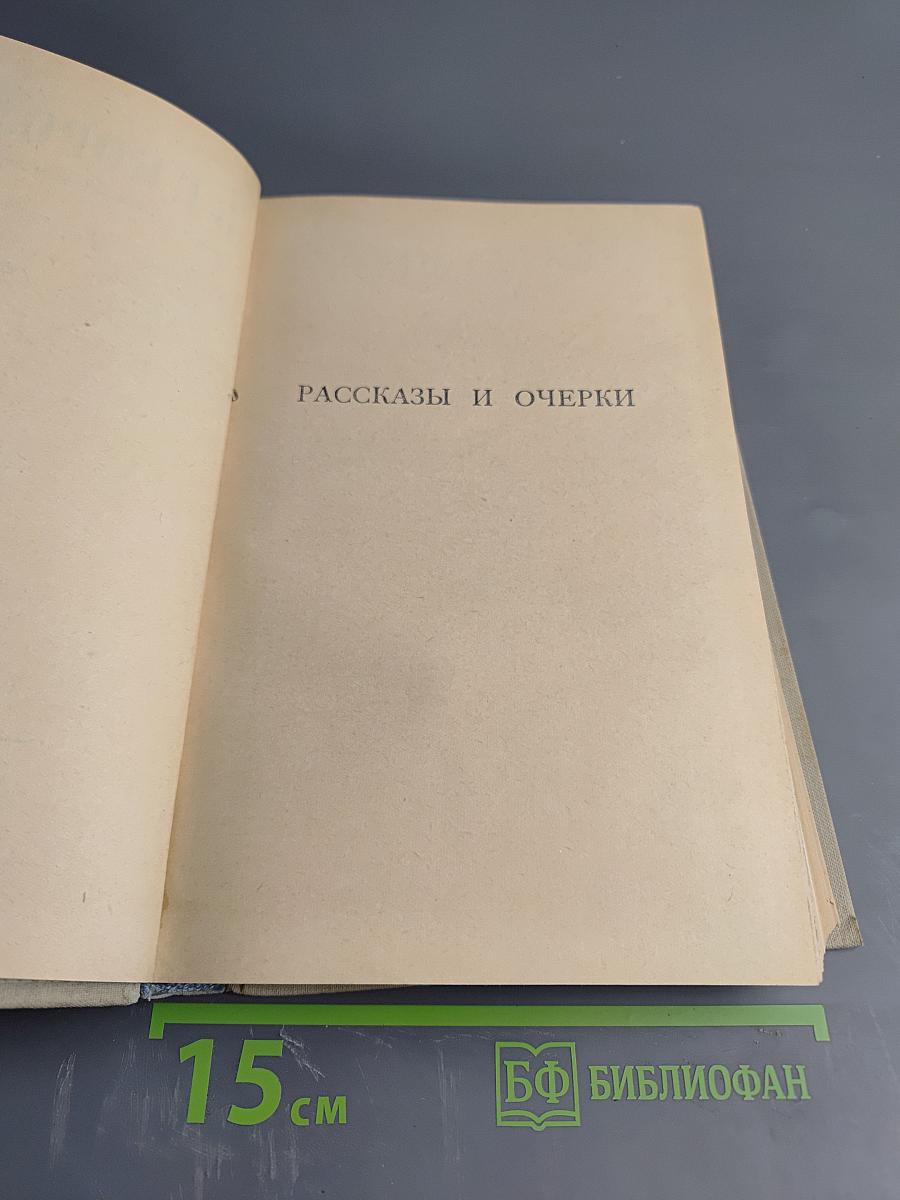 РАССКАЗЫ И ОЧЕРКИ
15 см
БФ БИБЛИОФАН